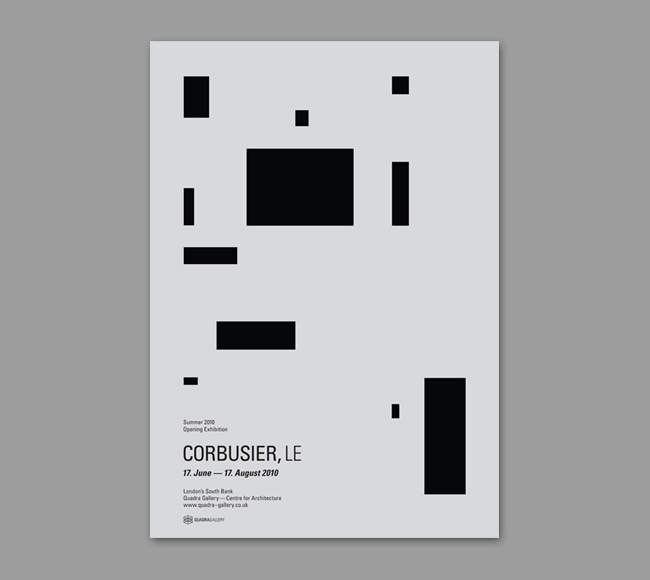 Summer 2010
Opening Exhibition
CORBUSIER, LE
17. June — 17. August 2010
London's South Bank
Quadra Gallery — Centre for Architecture
www.quadra-gallery.co.uk
QUADRAGALLERY